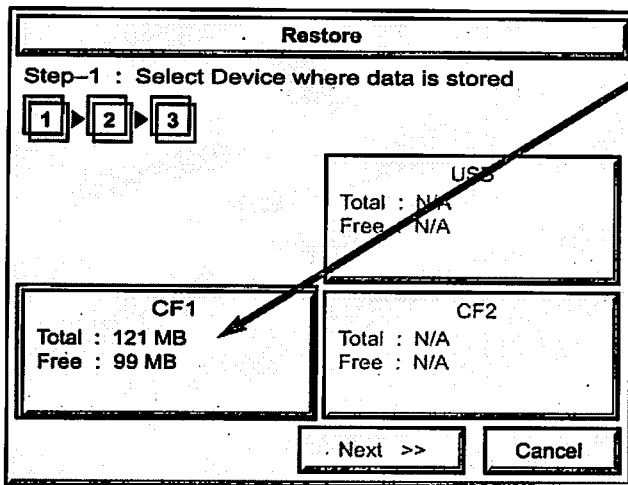 Restore
Step–1 : Select Device where data is stored
1 2 3
USB
Total : N/A
Free : N/A
CF1
Total : 121 MB
Free : 99 MB
CF2
Total : N/A
Free : N/A
Next >>
Cancel